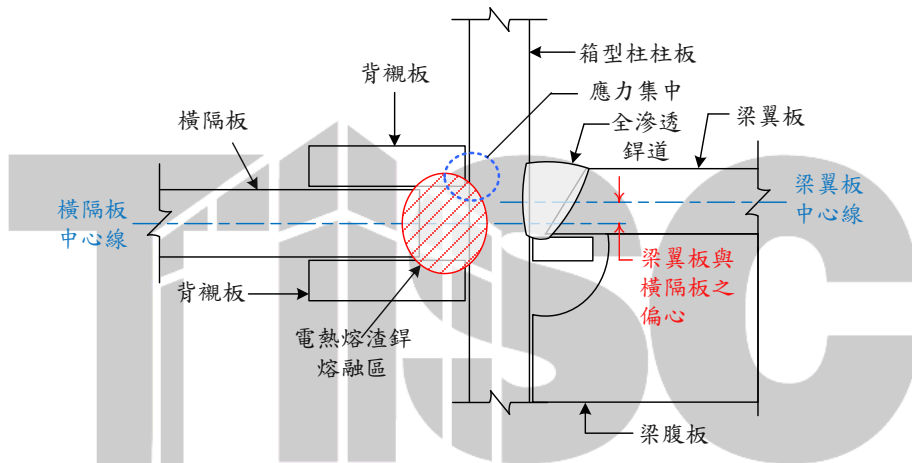 箱型柱柱板
背襯板
應力集中
橫隔板
全滲透
銲道
梁翼板
橫隔板
中心線
梁翼板
中心線
背襯板
梁翼板與
橫隔板之
偏心
電熱熔渣銲
熔融區
梁腹板
TISC